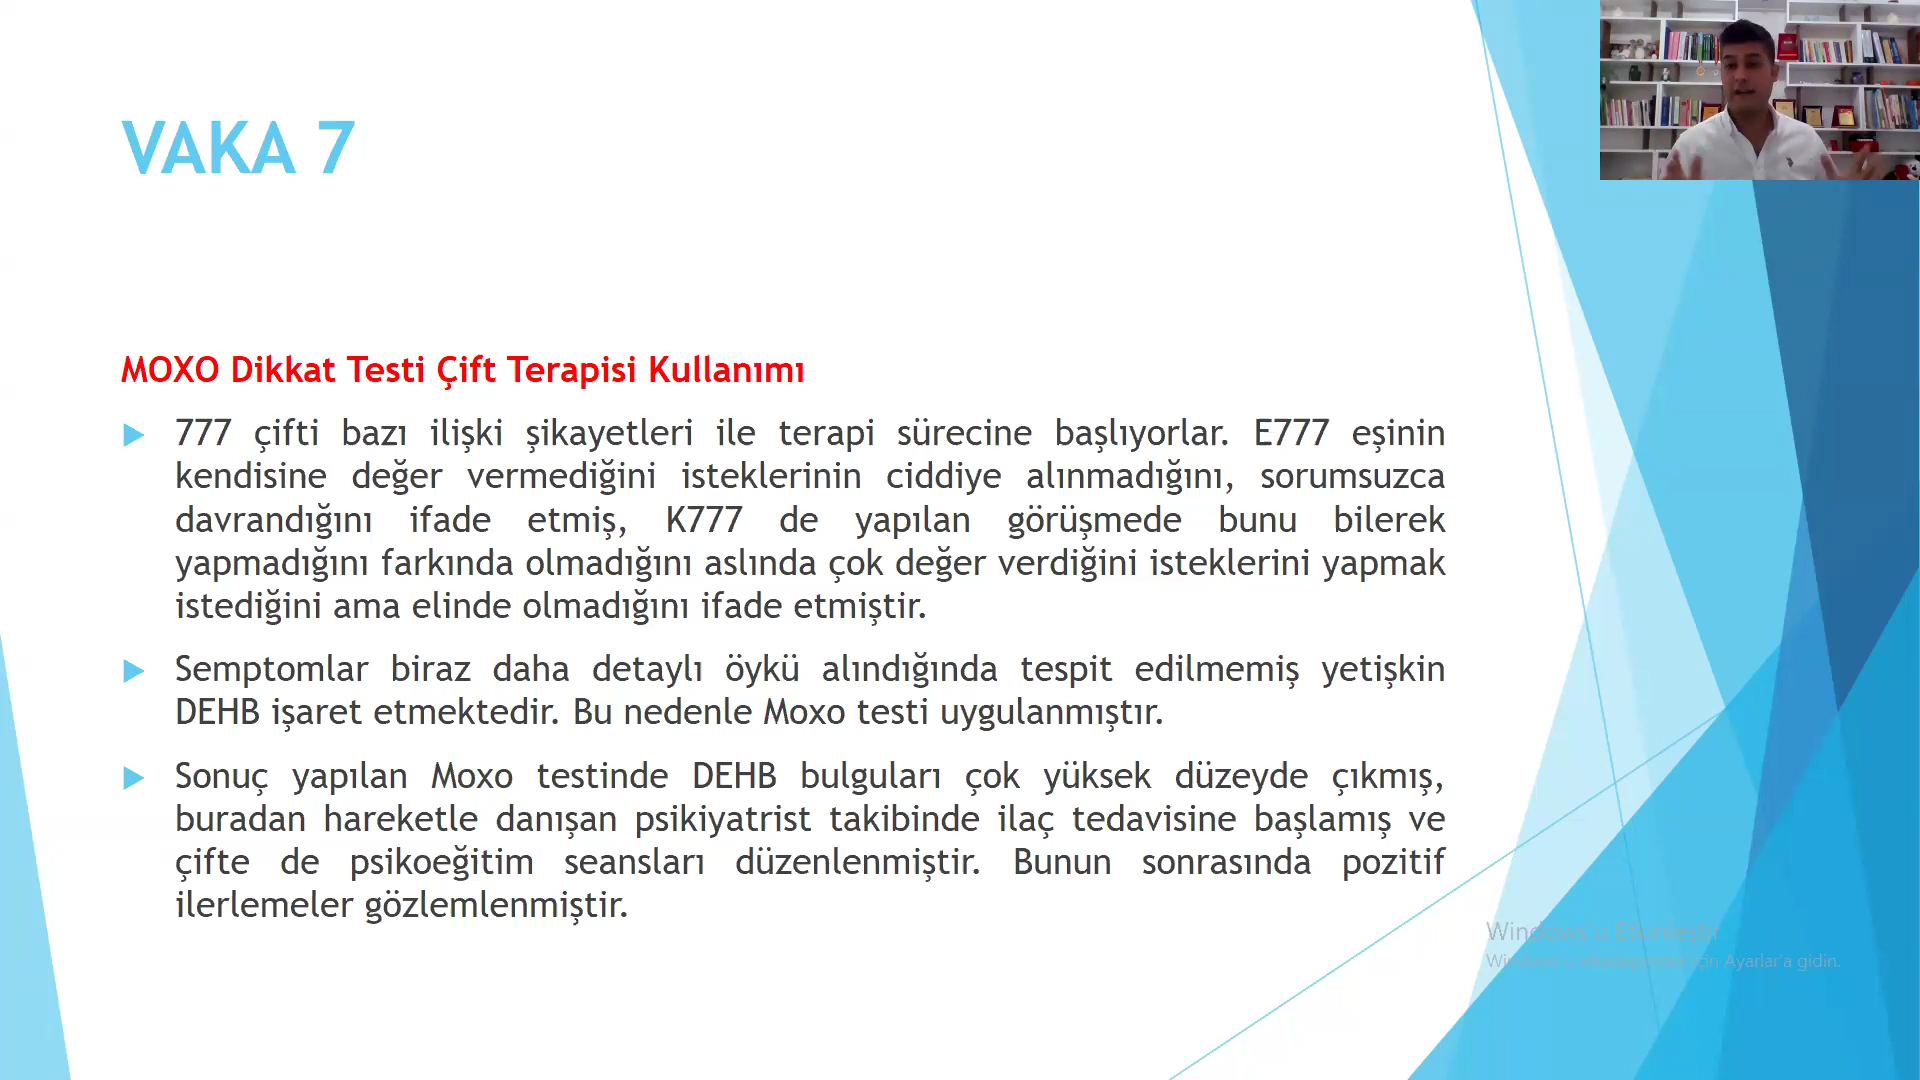 VAKA 7
MOXO Dikkat Testi Çift Terapisi Kullanımı
777 çifti bazı ilişki şikayetleri ile terapi sürecine başlıyorlar. E777 eşinin
kendisine değer vermediğini isteklerinin ciddiye alınmadığını, sorumsuzca
davrandığını ifade etmiş, K777 de yapılan görüşmede bunu bilerek
yapmadığını farkında olmadığını aslında çok değer verdiğini isteklerini yapmak
istediğini ama elinde olmadığını ifade etmiştir.
Semptomlar biraz daha detaylı öykü alındığında tespit edilmemiş yetişkin
DEHB işaret etmektedir. Bu nedenle Moxo testi uygulanmıştır.
Sonuç yapılan Moxo testinde DEHB bulguları çok yüksek düzeyde çıkmış,
buradan hareketle danışan psikiyatrist takibinde ilaç tedavisine başlamış ve
çifte de psikoeğitim seansları düzenlenmiştir. Bunun sonrasında pozitif
ilerlemeler gözlemlenmiştir.
Windows'u Etkinleştir
için Ayarlar'a gidin.